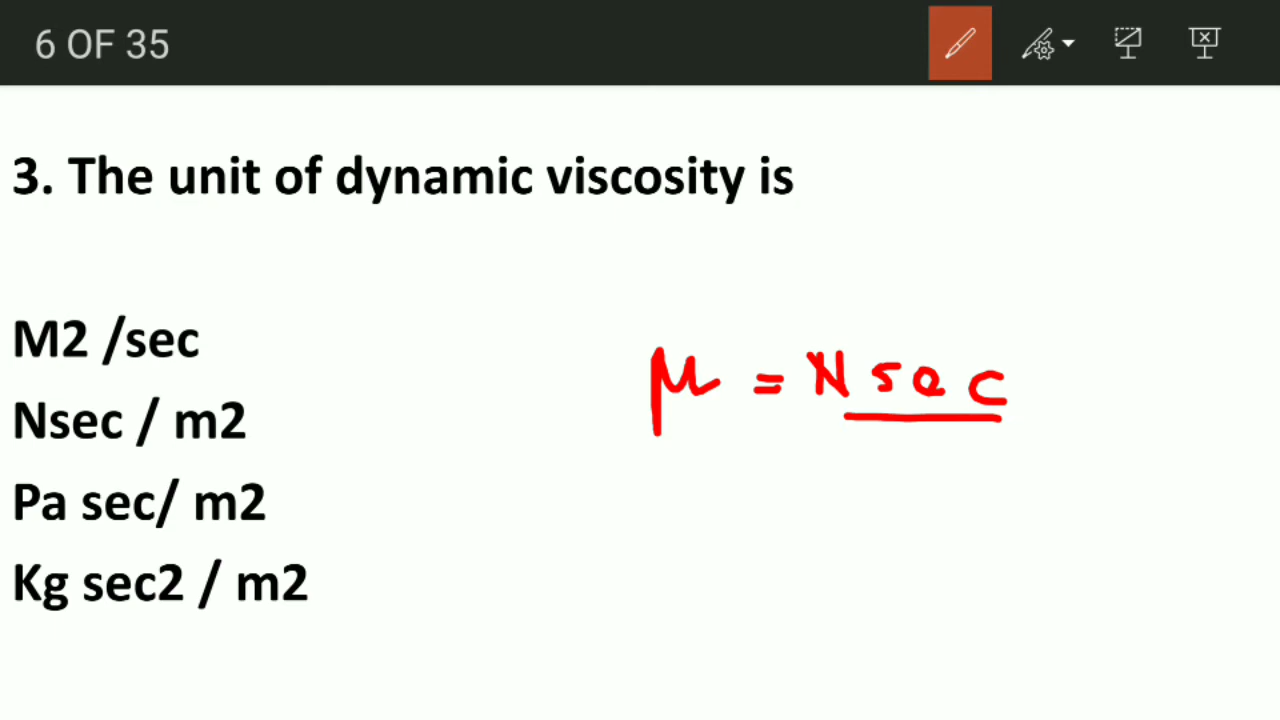 6 OF 35
3. The unit of dynamic viscosity is
M2 /sec
Nsec / m2
μ = N sec
Pa sec/ m2
Kg sec2 / m2